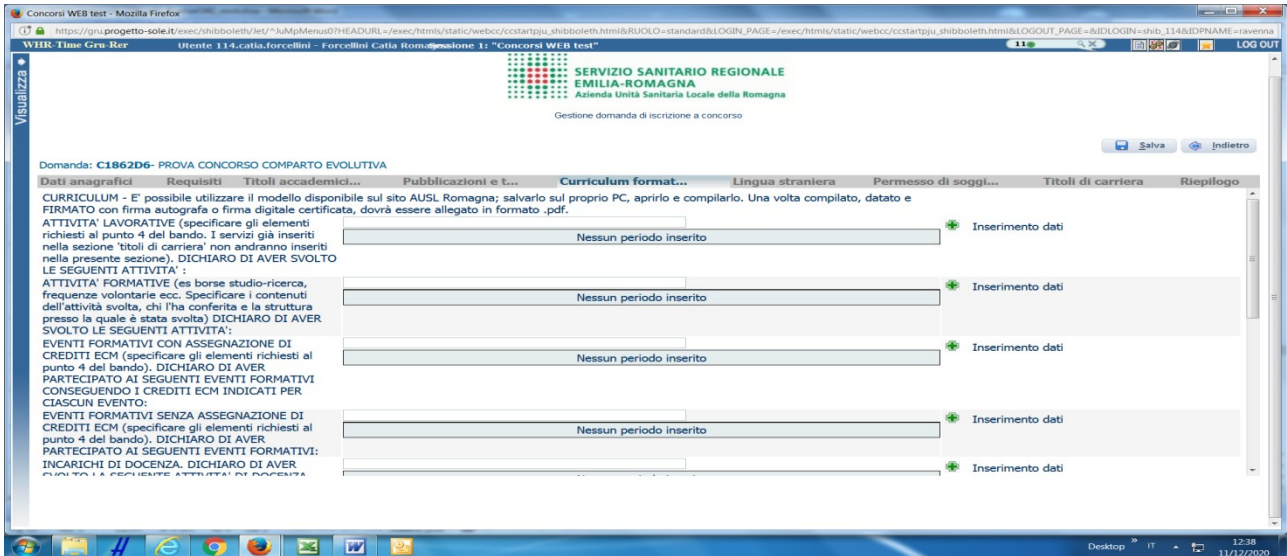 Concorsi WEB test - Mozilla Firefox
https://gru.progetto-sole.it/exec/shibboleth/let/^JuMpMenus0?HEADURL=/exec/htmls/static/webcc/ccstartpju_shibboleth.html&RUOLO=standard&LOGIN_PAGE=/exec/htmls/static/webcc/ccstartpju_shibboleth.html&LOGOUT_PAGE=&IDLOGIN=shib_114&IDPNAME=ravenna
WHR-Time Gru-Rer Utente 114.catia.forcellini - Forcellini Catia Sessione 1: "Concorsi WEB test" 11 LOG OUT
Visualizza
SERVIZIO SANITARIO REGIONALE
EMILIA-ROMAGNA
Azienda Unità Sanitaria Locale della Romagna
Gestione domanda di iscrizione a concorso
Salva Indietro
Domanda: C1862D6- PROVA CONCORSO COMPARTO EVOLUTIVA
Dati anagrafici Requisiti Titoli accademici... Pubblicazioni e t... Curriculum format... Lingua straniera Permesso di soggi... Titoli di carriera Riepilogo
CURRICULUM - E' possibile utilizzare il modello disponibile sul sito AUSL Romagna; salvarlo sul proprio PC, aprirlo e compilarlo. Una volta compilato, datato e
FIRMATO con firma autografa o firma digitale certificata, dovrà essere allegato in formato .pdf.
ATTIVITA' LAVORATIVE (specificare gli elementi
richiesti al punto 4 del bando. I servizi già inseriti
nella sezione 'titoli di carriera' non andranno inseriti
nella presente sezione). DICHIARO DI AVER SVOLTO
LE SEGUENTI ATTIVITA' :
Nessun periodo inserito
Inserimento dati
ATTIVITA' FORMATIVE (es borse studio-ricerca,
frequenze volontarie ecc. Specificare i contenuti
dell'attività svolta, chi l'ha conferita e la struttura
presso la quale è stata svolta) DICHIARO DI AVER
SVOLTO LE SEGUENTI ATTIVITA':
Nessun periodo inserito
Inserimento dati
EVENTI FORMATIVI CON ASSEGNAZIONE DI
CREDITI ECM (specificare gli elementi richiesti al
punto 4 del bando). DICHIARO DI AVER
PARTECIPATO AI SEGUENTI EVENTI FORMATIVI
CONSEGUENDO I CREDITI ECM INDICATI PER
CIASCUN EVENTO:
Nessun periodo inserito
Inserimento dati
EVENTI FORMATIVI SENZA ASSEGNAZIONE DI
CREDITI ECM (specificare gli elementi richiesti al
punto 4 del bando). DICHIARO DI AVER
PARTECIPATO AI SEGUENTI EVENTI FORMATIVI:
Nessun periodo inserito
Inserimento dati
INCARICHI DI DOCENZA. DICHIARO DI AVER
SVOLTO LA SEGUENTE ATTIVITA' DI DOCENZA
Inserimento dati
Desktop IT 12:38
11/12/2020